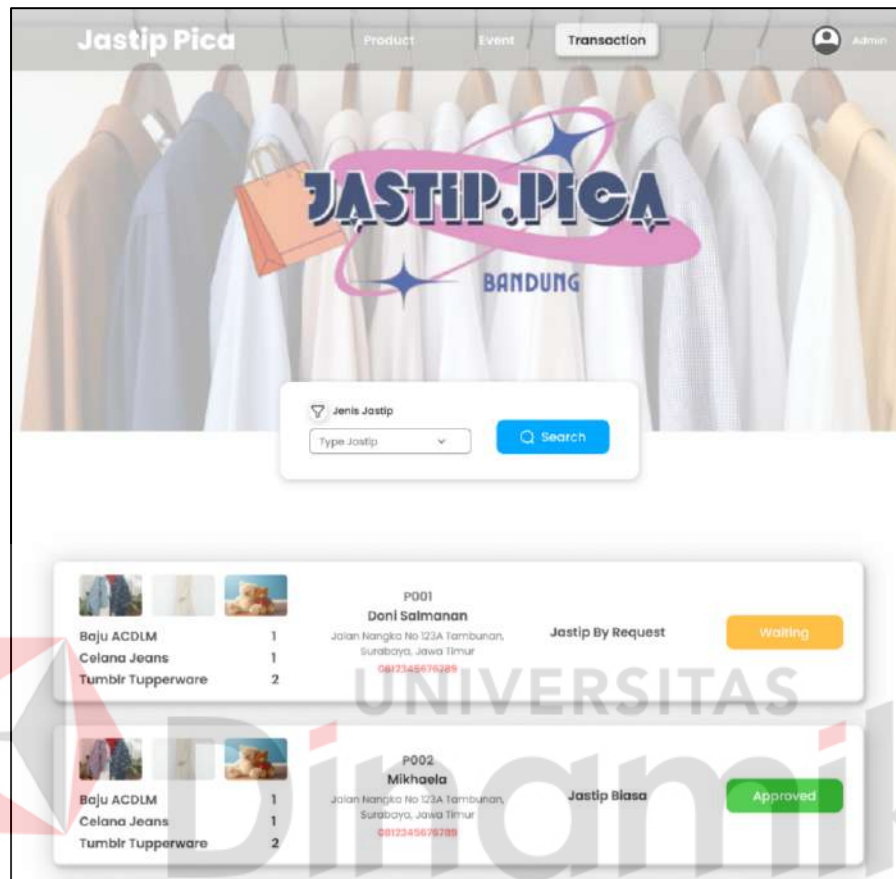 Jastip Pica
Product
Event
Transaction
Admin
JASTIP.PICA
BANDUNG
Jenis Jastip
Type Jastip
Search
P001
Doni Salmanan
Jalan Nangka No 123A Tambunan,
Surabaya, Jawa Timur
0812345676789
Baju ACDLM 1
Celana Jeans 1
Tumblr Tupperware 2
Jastip By Request
Waiting
P002
Mikhaela
Jalan Nangka No 123A Tambunan,
Surabaya, Jawa Timur
0812345676789
Baju ACDLM 1
Celana Jeans 1
Tumblr Tupperware 2
Jastip Biasa
Approved
UNIVERSITAS